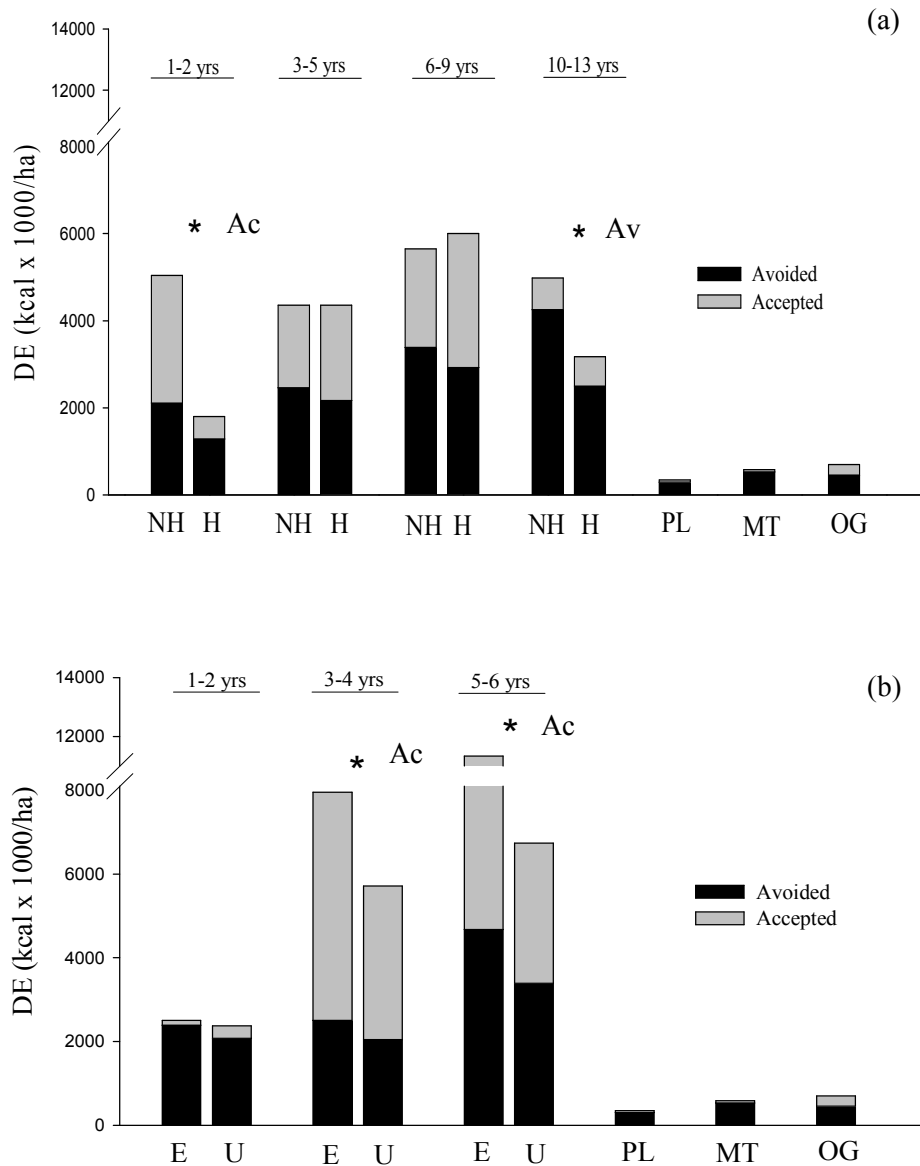 (a)
14000
12000
8000
6000
4000
2000
0
DE (kcal x 1000/ha)
1-2 yrs 3-5 yrs 6-9 yrs 10-13 yrs
* Ac * Av
Avoided
Accepted
NH H NH H NH H NH H PL MT OG
(b)
14000
12000
8000
6000
4000
2000
0
DE (kcal x 1000/ha)
1-2 yrs 3-4 yrs 5-6 yrs
* Ac * Ac
Avoided
Accepted
E U E U E U PL MT OG